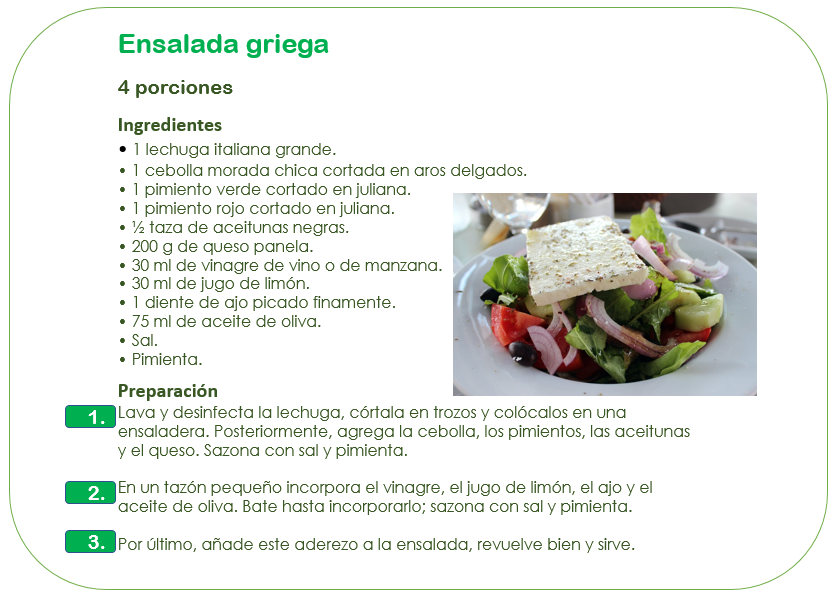 Ensalada griega
4 porciones
Ingredientes
• 1 lechuga italiana grande.
• 1 cebolla morada chica cortada en aros delgados.
• 1 pimiento verde cortado en juliana.
• 1 pimiento rojo cortado en juliana.
• ½ taza de aceitunas negras.
• 200 g de queso panela.
• 30 ml de vinagre de vino o de manzana.
• 30 ml de jugo de limón.
• 1 diente de ajo picado finamente.
• 75 ml de aceite de oliva.
• Sal.
• Pimienta.
Preparación
1. Lava y desinfecta la lechuga, córtala en trozos y colócalos en una
ensaladera. Posteriormente, agrega la cebolla, los pimientos, las aceitunas
y el queso. Sazona con sal y pimienta.
2. En un tazón pequeño incorpora el vinagre, el jugo de limón, el ajo y el
aceite de oliva. Bate hasta incorporarlo; sazona con sal y pimienta.
3. Por último, añade este aderezo a la ensalada, revuelve bien y sirve.